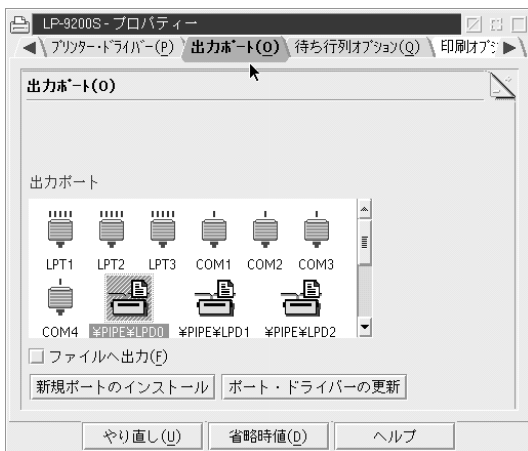 LP-9200S - プロパティー
プリンター・ドライバー(P) 出力ポート(O) 待ち行列オプション(Q) 印刷オプ
出力ポート(O)
出力ポート
LPT1 LPT2 LPT3 COM1 COM2 COM3
COM4 ¥PIPE¥LPD0 ¥PIPE¥LPD1 ¥PIPE¥LPD2
ファイルへ出力(F)
新規ポートのインストール ポート・ドライバーの更新
やり直し(U) 省略時値(D) ヘルプ